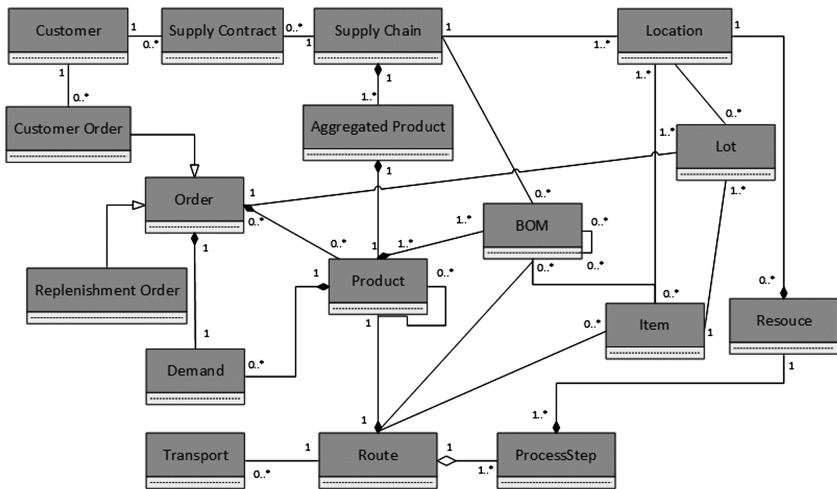 Customer
1
0..*
Supply Contract
0..*
1
Supply Chain
1
1..*
Location
1
1
0..*
Customer Order
1
1..*
Aggregated Product
1
1..*
0..*
1..*
Lot
1..*
Order
1
0..*
0..*
1
1..*
1..*
0..*
BOM
0..*
0..*
0..*
Replenishment Order
1
1
Product
0..*
1
0..*
0..*
Item
1
0..*
Resouce
1
1
Demand
0..*
1
Transport
1
0..*
Route
1
1..*
1..*
ProcessStep